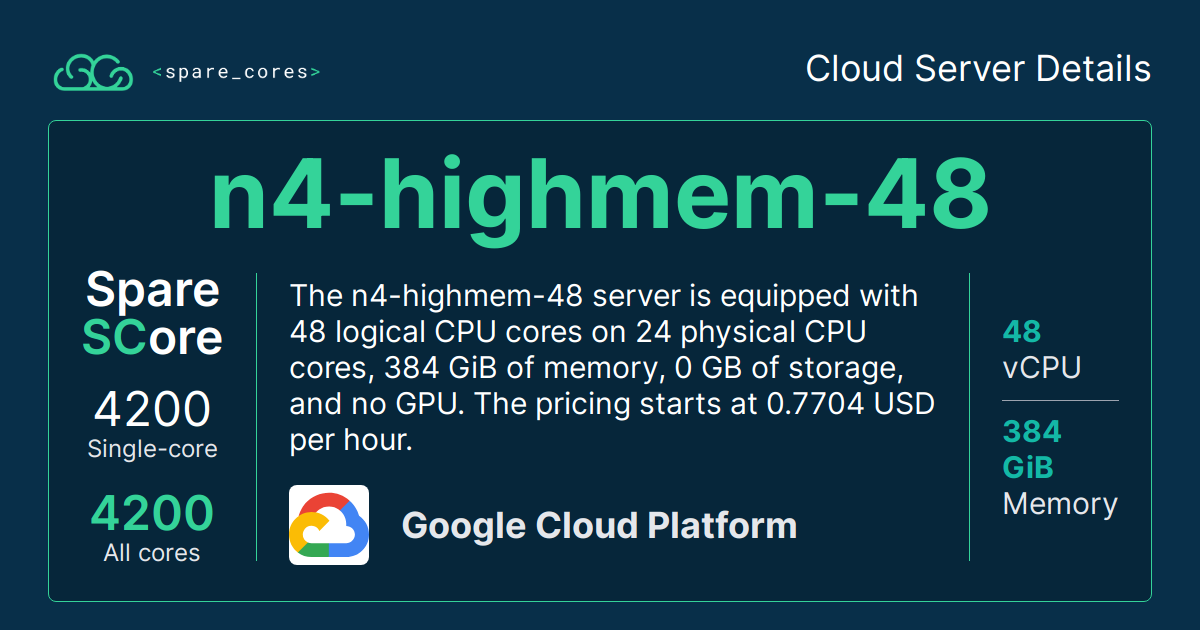 <spare_cores>
Cloud Server Details
n4-highmem-48
Spare
SCore
4200
Single-core
4200
All cores
The n4-highmem-48 server is equipped with
48 logical CPU cores on 24 physical CPU
cores, 384 GiB of memory, 0 GB of storage,
and no GPU. The pricing starts at 0.7704 USD
per hour.
Google Cloud Platform
48
vCPU
384
GiB
Memory